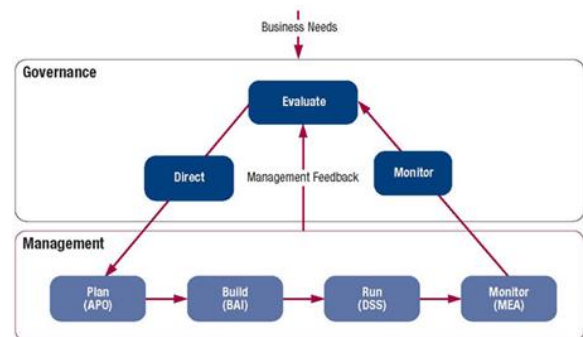 Business Needs
Governance
Evaluate
Direct
Management Feedback
Monitor
Management
Plan
(APO)
Build
(BAI)
Run
(DSS)
Monitor
(MEA)